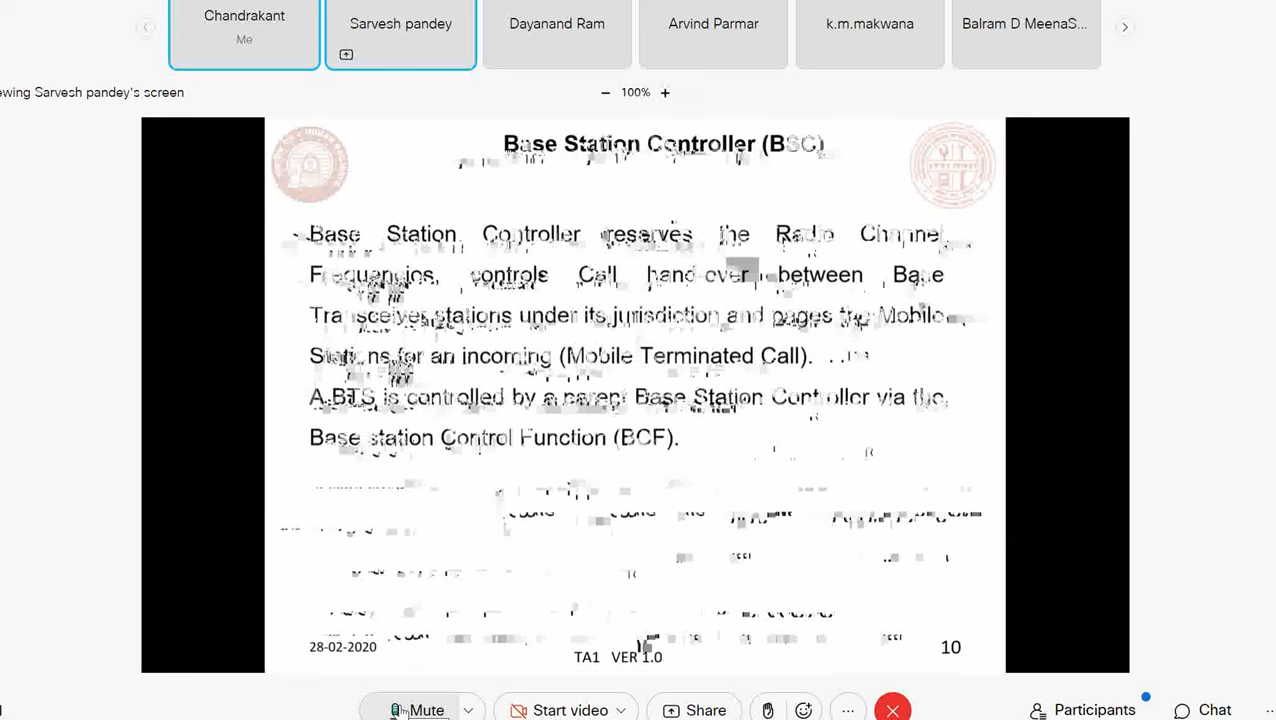 Chandrakant
Me
Sarvesh pandey
Dayanand Ram
Arvind Parmar
k.m.makwana
Balram D MeenaS...
ewing Sarvesh pandey's screen
100%
Base Station Controller (BSC)
Base Station Controller reserves the Radio Channel
Frequencies, controls Call hand-over between Base
Transceiver stations under its jurisdiction and pages the Mobile
Stations for an incoming (Mobile Terminated Call).
A BTS is controlled by a parent Base Station Controller via the
Base station Control Function (BCF).
28-02-2020
TA1 VER 1.0
10
Mute
Start video
Share
Participants
Chat